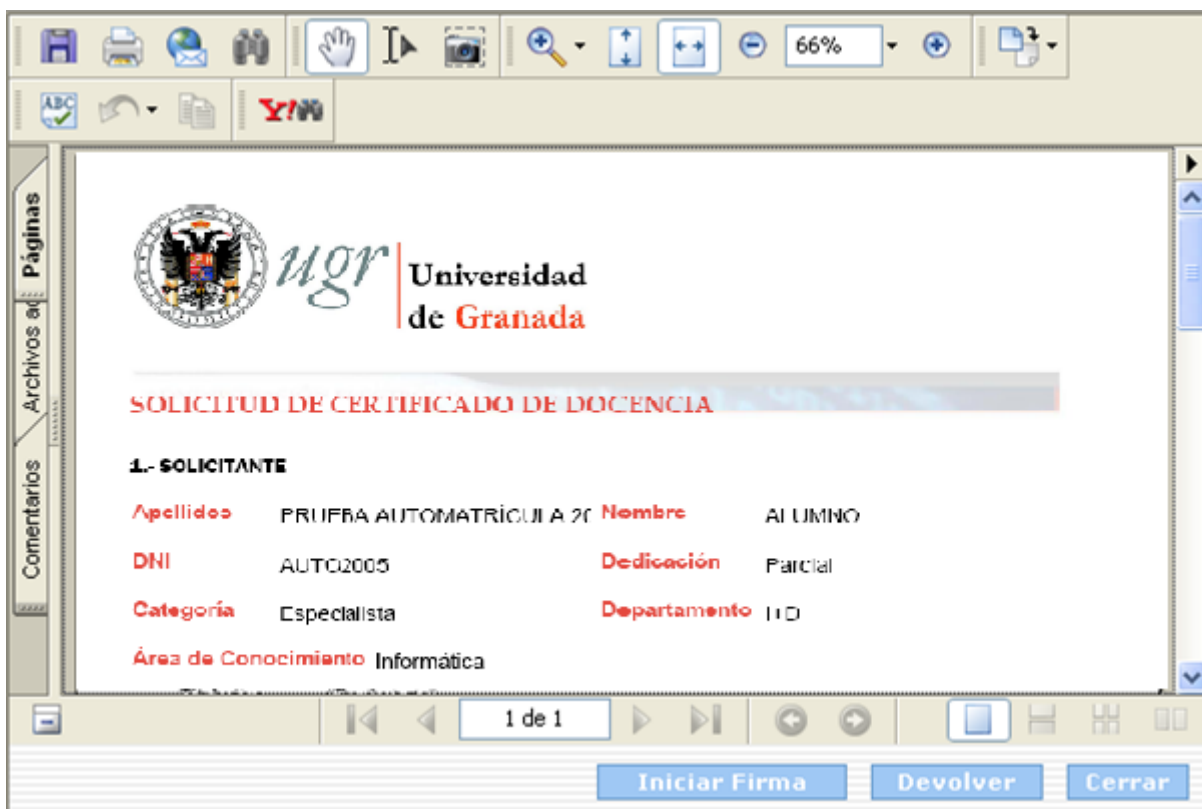 66%
ABC
Y!
Páginas
Archivos ad
Comentarios
ugr
Universidad
de Granada
SOLICITUD DE CERTIFICADO DE DOCENCIA
1.- SOLICITANTE
Apellidos PRUEBA AUTOMATRÍCULA 20 Nombre ALUMNO
DNI AUTO2005 Dedicación Parcial
Categoría Especialista Departamento I+D
Área de Conocimiento Informática
1 de 1
Iniciar Firma Devolver Cerrar